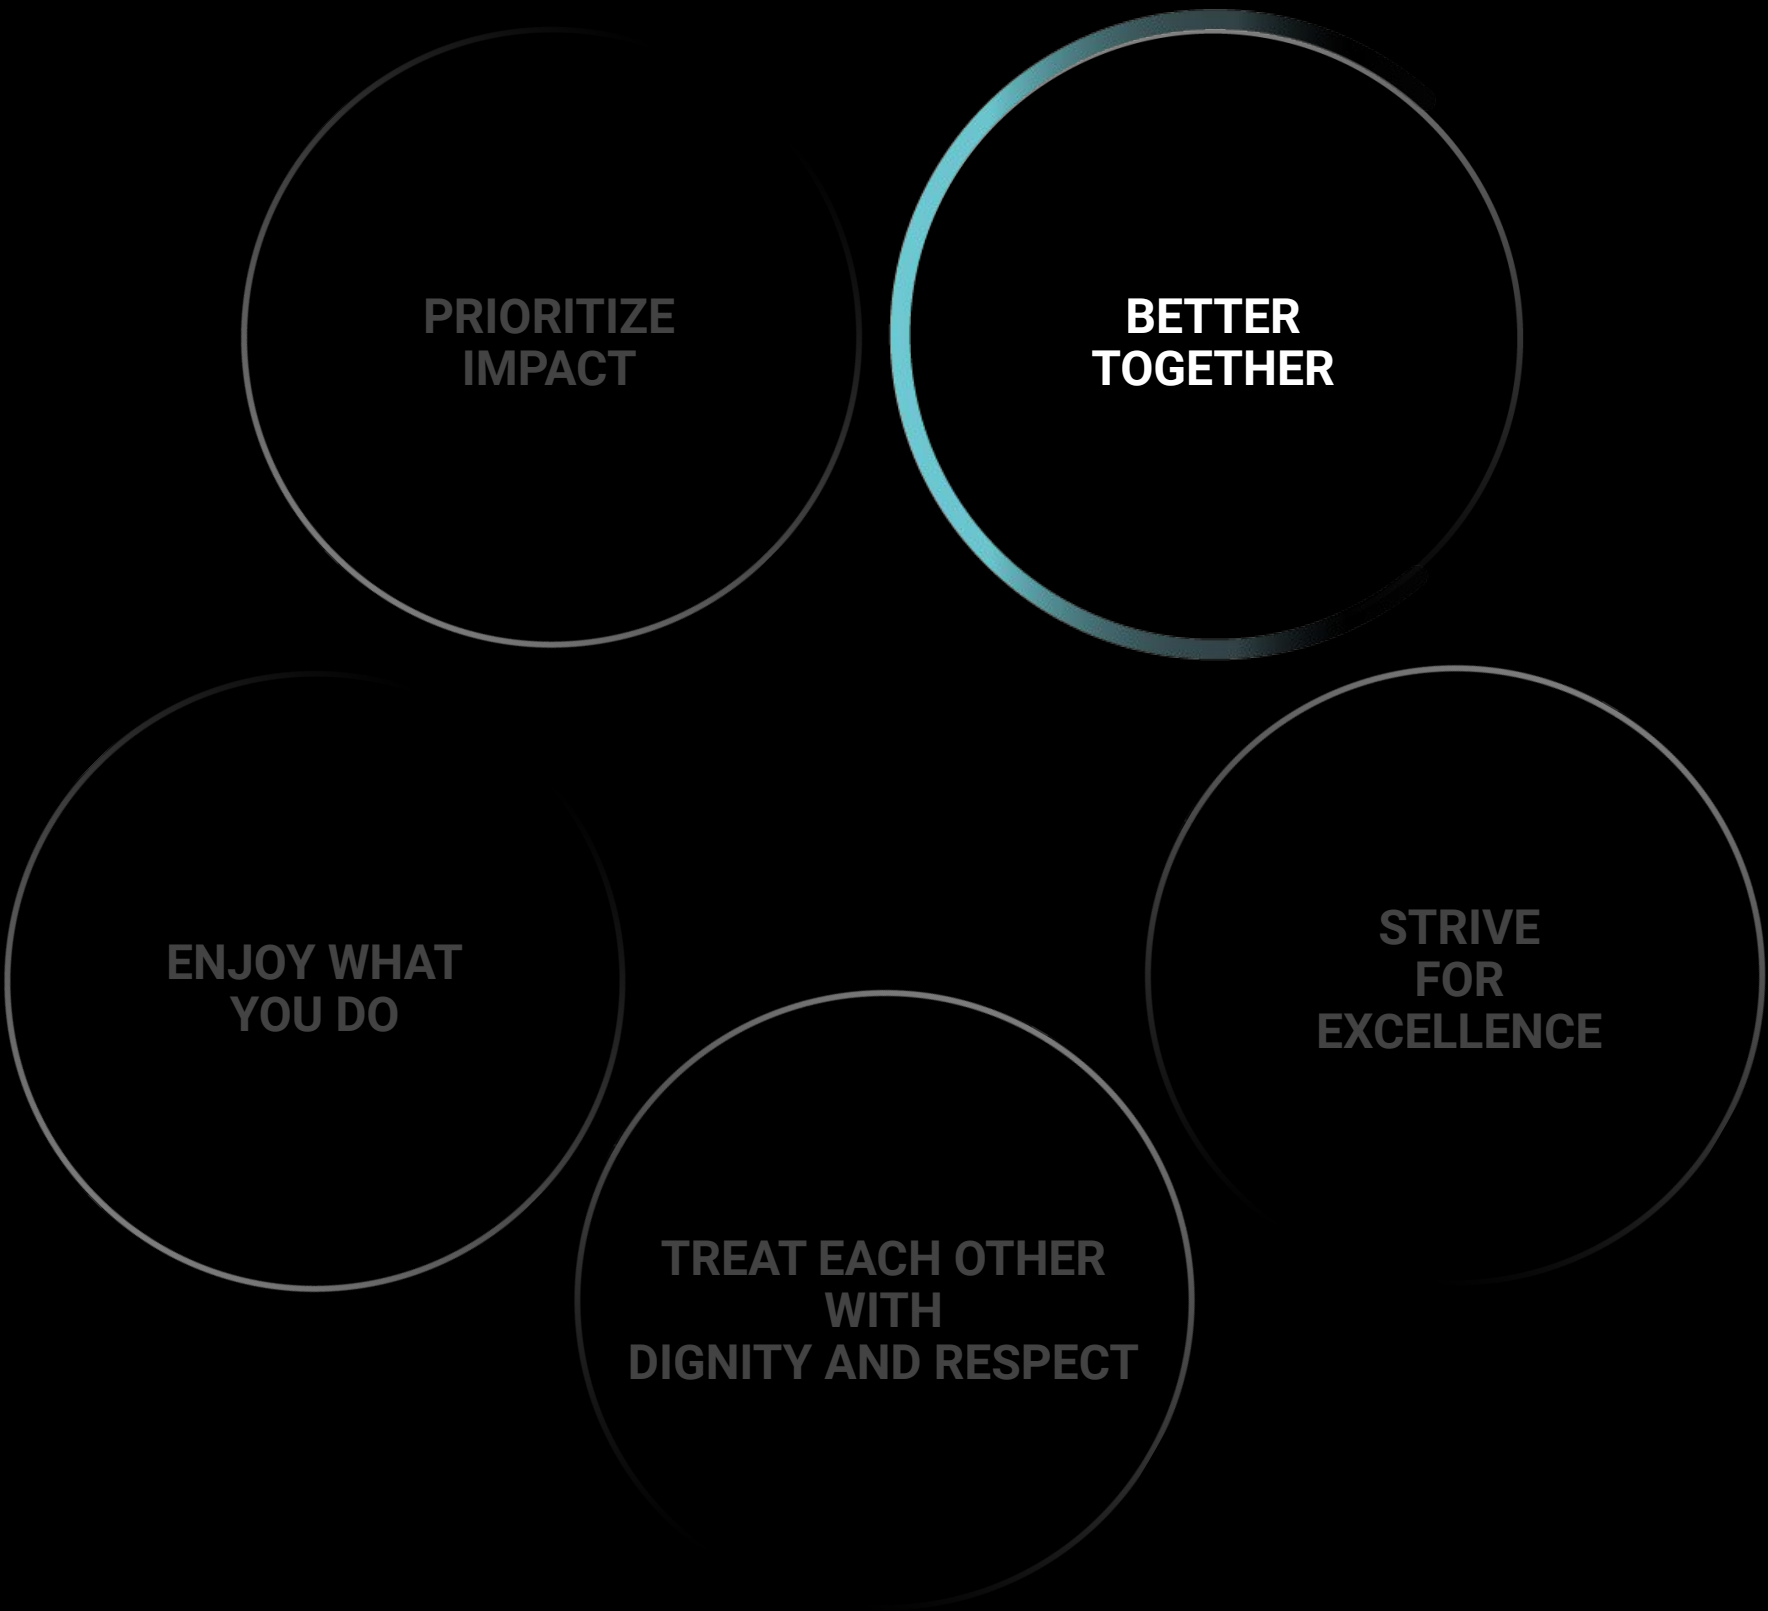 PRIORITIZE
IMPACT
BETTER
TOGETHER
ENJOY WHAT
YOU DO
STRIVE
FOR
EXCELLENCE
TREAT EACH OTHER
WITH
DIGNITY AND RESPECT